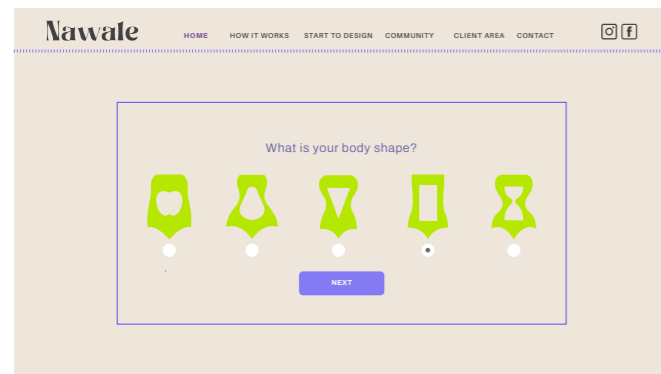 Nawale
HOME HOW IT WORKS START TO DESIGN COMMUNITY CLIENT AREA CONTACT
What is your body shape?
NEXT